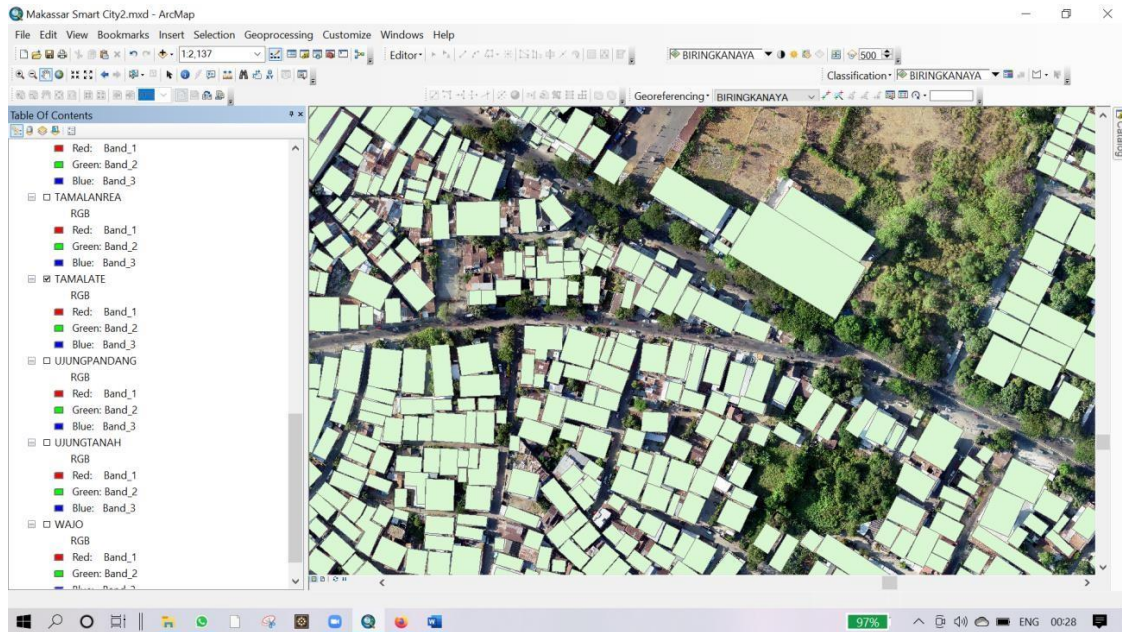 Makassar Smart City2.mxd - ArcMap
File Edit View Bookmarks Insert Selection Geoprocessing Customize Windows Help
1:2,137
Editor
BIRINGKANAYA
500
Classification BIRINGKANAYA
Georeferencing BIRINGKANAYA
Table Of Contents
Catalog
Red: Band_1
Green: Band_2
Blue: Band_3
TAMALANREA
RGB
Red: Band_1
Green: Band_2
Blue: Band_3
TAMALATE
RGB
Red: Band_1
Green: Band_2
Blue: Band_3
UJUNGPANDANG
RGB
Red: Band_1
Green: Band_2
Blue: Band_3
UJUNGTANAH
RGB
Red: Band_1
Green: Band_2
Blue: Band_3
WAJO
RGB
Red: Band_1
Green: Band_2
97%
ENG 00:28